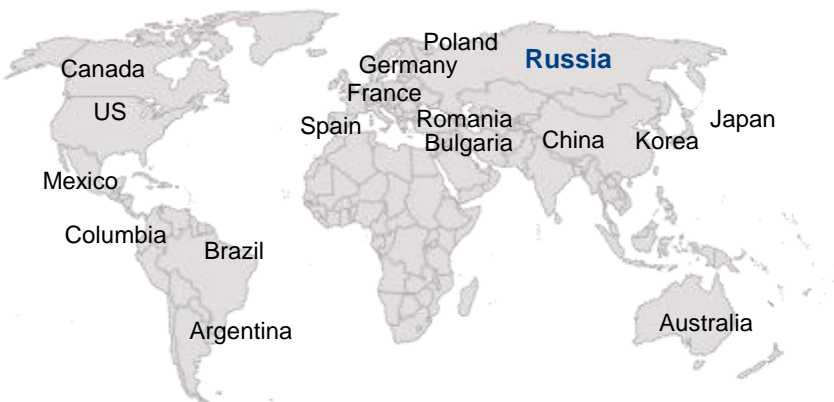 Poland
Russia
Canada
Germany
France
US
Spain
Romania
Japan
Bulgaria
China
Korea
Mexico
Columbia
Brazil
Argentina
Australia